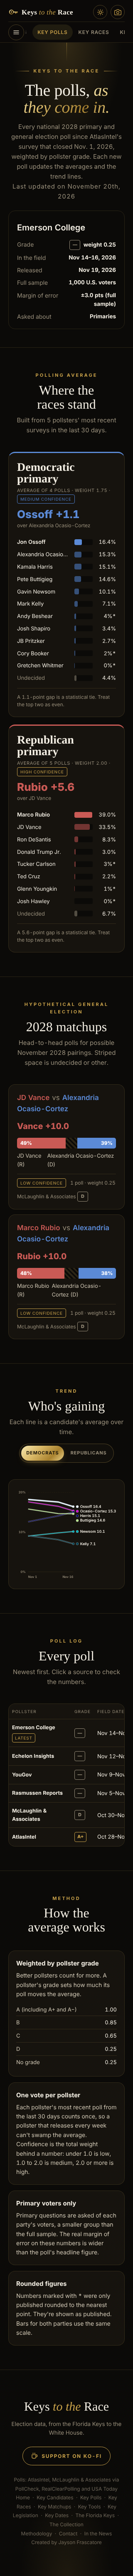 Keys to the Race
KEY POLLS
KEY RACES
KEYS TO THE RACE
The polls, as
they come in.
Every national 2028 primary and
general election poll since AtlasIntel's
survey that closed Nov. 1, 2026,
weighted by pollster grade. Each new
poll updates the averages and the
trend lines.
Last updated on November 20th,
2026
Emerson College
Grade
— weight 0.25
In the field
Nov 14–16, 2026
Released
Nov 19, 2026
Full sample
1,000 U.S. voters
Margin of error
±3.0 pts (full
sample)
Asked about
Primaries
POLLING AVERAGE
Where the
races stand
Built from 5 pollsters' most recent
surveys in the last 30 days.
Democratic
primary
AVERAGE OF 4 POLLS · WEIGHT 1.75 ·
MEDIUM CONFIDENCE
Ossoff +1.1
over Alexandria Ocasio-Cortez
Jon Ossoff 16.4%
Alexandria Ocasio... 15.3%
Kamala Harris 15.1%
Pete Buttigieg 14.6%
Gavin Newsom 10.1%
Mark Kelly 7.1%
Andy Beshear 4%*
Josh Shapiro 3.4%
JB Pritzker 2.7%
Cory Booker 2%*
Gretchen Whitmer 0%*
Undecided 4.4%
A 1.1-point gap is a statistical tie. Treat
the top two as even.
Republican
primary
AVERAGE OF 5 POLLS · WEIGHT 2.00 ·
HIGH CONFIDENCE
Rubio +5.6
over JD Vance
Marco Rubio 39.0%
JD Vance 33.5%
Ron DeSantis 8.3%
Donald Trump Jr. 3.0%
Tucker Carlson 3%*
Ted Cruz 2.2%
Glenn Youngkin 1%*
Josh Hawley 0%*
Undecided 6.7%
A 5.6-point gap is a statistical tie. Treat
the top two as even.
HYPOTHETICAL GENERAL
ELECTION
2028 matchups
Head-to-head polls for possible
November 2028 pairings. Striped
space is undecided or other.
JD Vance vs Alexandria
Ocasio-Cortez
Vance +10.0
49%
39%
JD Vance
(R)
Alexandria Ocasio-Cortez
(D)
LOW CONFIDENCE
1 poll · weight 0.25
McLaughlin & Associates D
Marco Rubio vs Alexandria
Ocasio-Cortez
Rubio +10.0
48%
38%
Marco Rubio
(R)
Alexandria Ocasio-
Cortez (D)
LOW CONFIDENCE
1 poll · weight 0.25
McLaughlin & Associates D
TREND
Who's gaining
Each line is a candidate's average over
time.
DEMOCRATS
REPUBLICANS
Ossoff 16.4
Ocasio-Cortez 15.3
Harris 15.1
Buttigieg 14.6
Newsom 10.1
Kelly 7.1
POLL LOG
Every poll
Newest first. Click a source to check
the numbers.
POLLSTER
GRADE
FIELD DATE
Emerson College
LATEST
—
Echelon Insights
—
YouGov
—
Rasmussen Reports
—
McLaughlin &
Associates
D
AtlasIntel
A+
METHOD
How the
average works
Weighted by pollster grade
Better pollsters count for more. A
pollster's grade sets how much its
poll moves the average.
A (including A+ and A−) 1.00
B 0.85
C 0.65
D 0.25
No grade 0.25
One vote per pollster
Each pollster's most recent poll from
the last 30 days counts once, so a
pollster that releases every week
can't swamp the average.
Confidence is the total weight
behind a number: under 1.0 is low,
1.0 to 2.0 is medium, 2.0 or more is
high.
Primary voters only
Primary questions are asked of each
party's voters, a smaller group than
the full sample. The real margin of
error on these numbers is wider
than the poll's headline figure.
Rounded figures
Numbers marked with * were only
published rounded to the nearest
point. They're shown as published.
Bars for both parties use the same
scale.
Keys to the Race
Election data, from the Florida Keys to the
White House.
SUPPORT ON KO-FI
Polls: AtlasIntel, McLaughlin & Associates via
PollCheck, RealClearPolling and USA Today
Home · Key Candidates · Key Polls · Key
Races · Key Matchups · Key Tools · Key
Legislation · Key Dates · The Florida Keys ·
The Collection
Methodology · Contact · In the News
Created by Jayson Frascatore